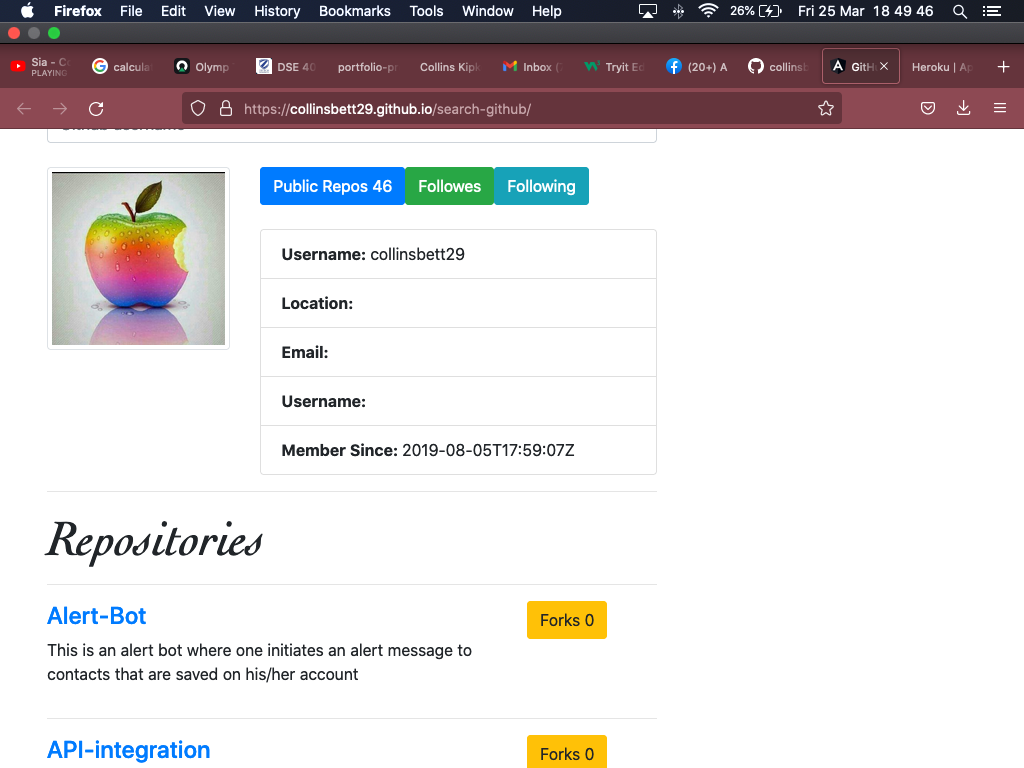 Firefox File Edit View History Bookmarks Tools Window Help 26% Fri 25 Mar 18 49 46
Sia - C
PLAYING
calcula
Olymp
DSE 40
portfolio-pr
Collins Kipk
Inbox (
Tryit Ed
(20+) A
collinsb
GitH
Heroku | Ap
https://collinsbett29.github.io/search-github/
Public Repos 46 Followes Following
Username: collinsbett29
Location:
Email:
Username:
Member Since: 2019-08-05T17:59:07Z
Repositories
Alert-Bot
Forks 0
This is an alert bot where one initiates an alert message to
contacts that are saved on his/her account
API-integration
Forks 0